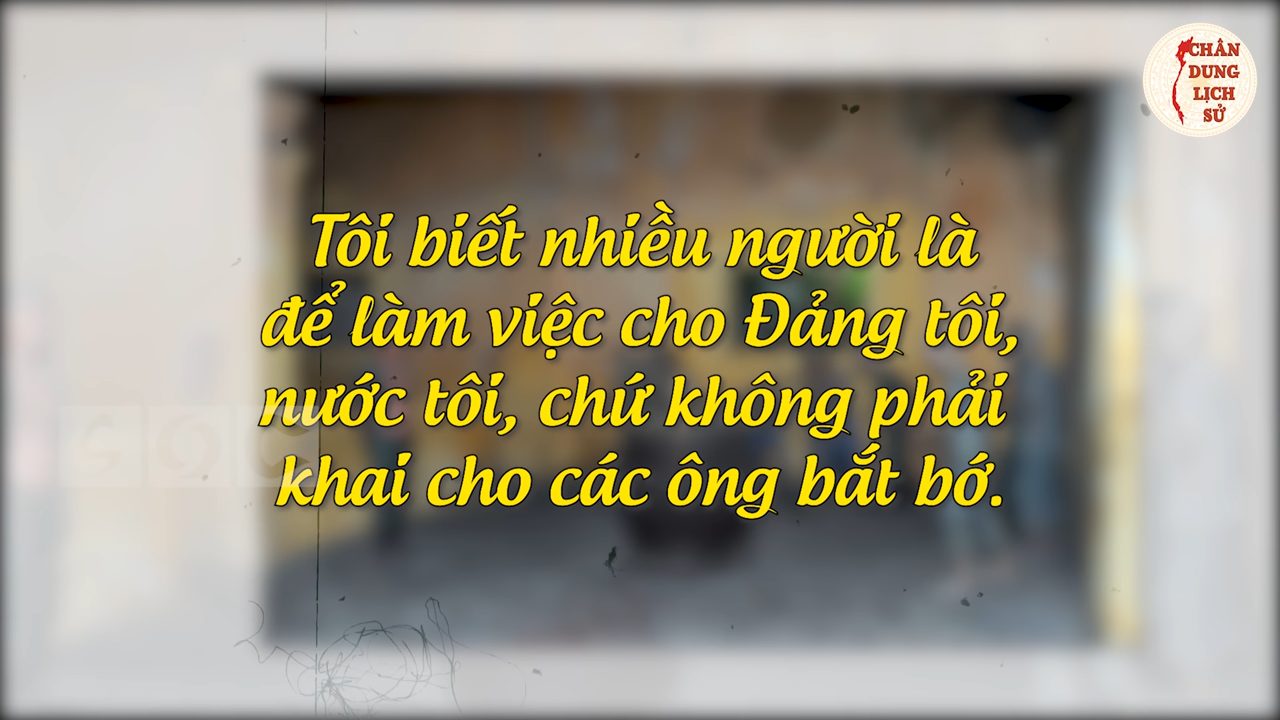 CHÂN
DUNG
LỊCH
SỬ
Tôi biết nhiều người là
để làm việc cho Đảng tôi,
nước tôi, chứ không phải
khai cho các ông bắt bớ.